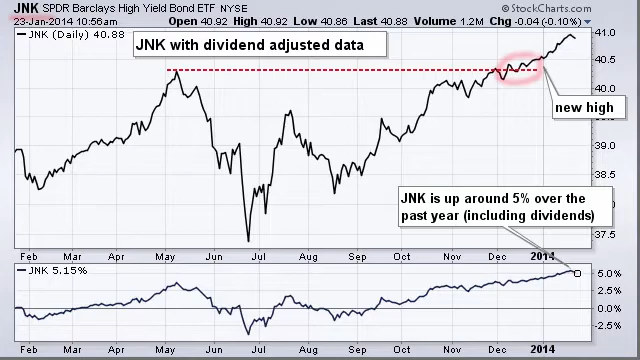 JNK SPDR Barclays High Yield Bond ETF NYSE © StockCharts.com
23-Jan-2014 10:56am Open 40.92 High 40.92 Low 40.86 Last 40.88 Volume 1.2M Chg -0.04 (-0.10%)
JNK (Daily) 40.88
JNK with dividend adjusted data
41.0
40.5
40.0
39.5
39.0
38.5
38.0
37.5
new high
JNK is up around 5% over the
past year (including dividends)
Feb Mar Apr May Jun Jul Aug Sep Oct Nov Dec 2014
JNK 5.15%
5.0%
2.5%
0.0%
-2.5%
Feb Mar Apr May Jun Jul Aug Sep Oct Nov Dec 2014